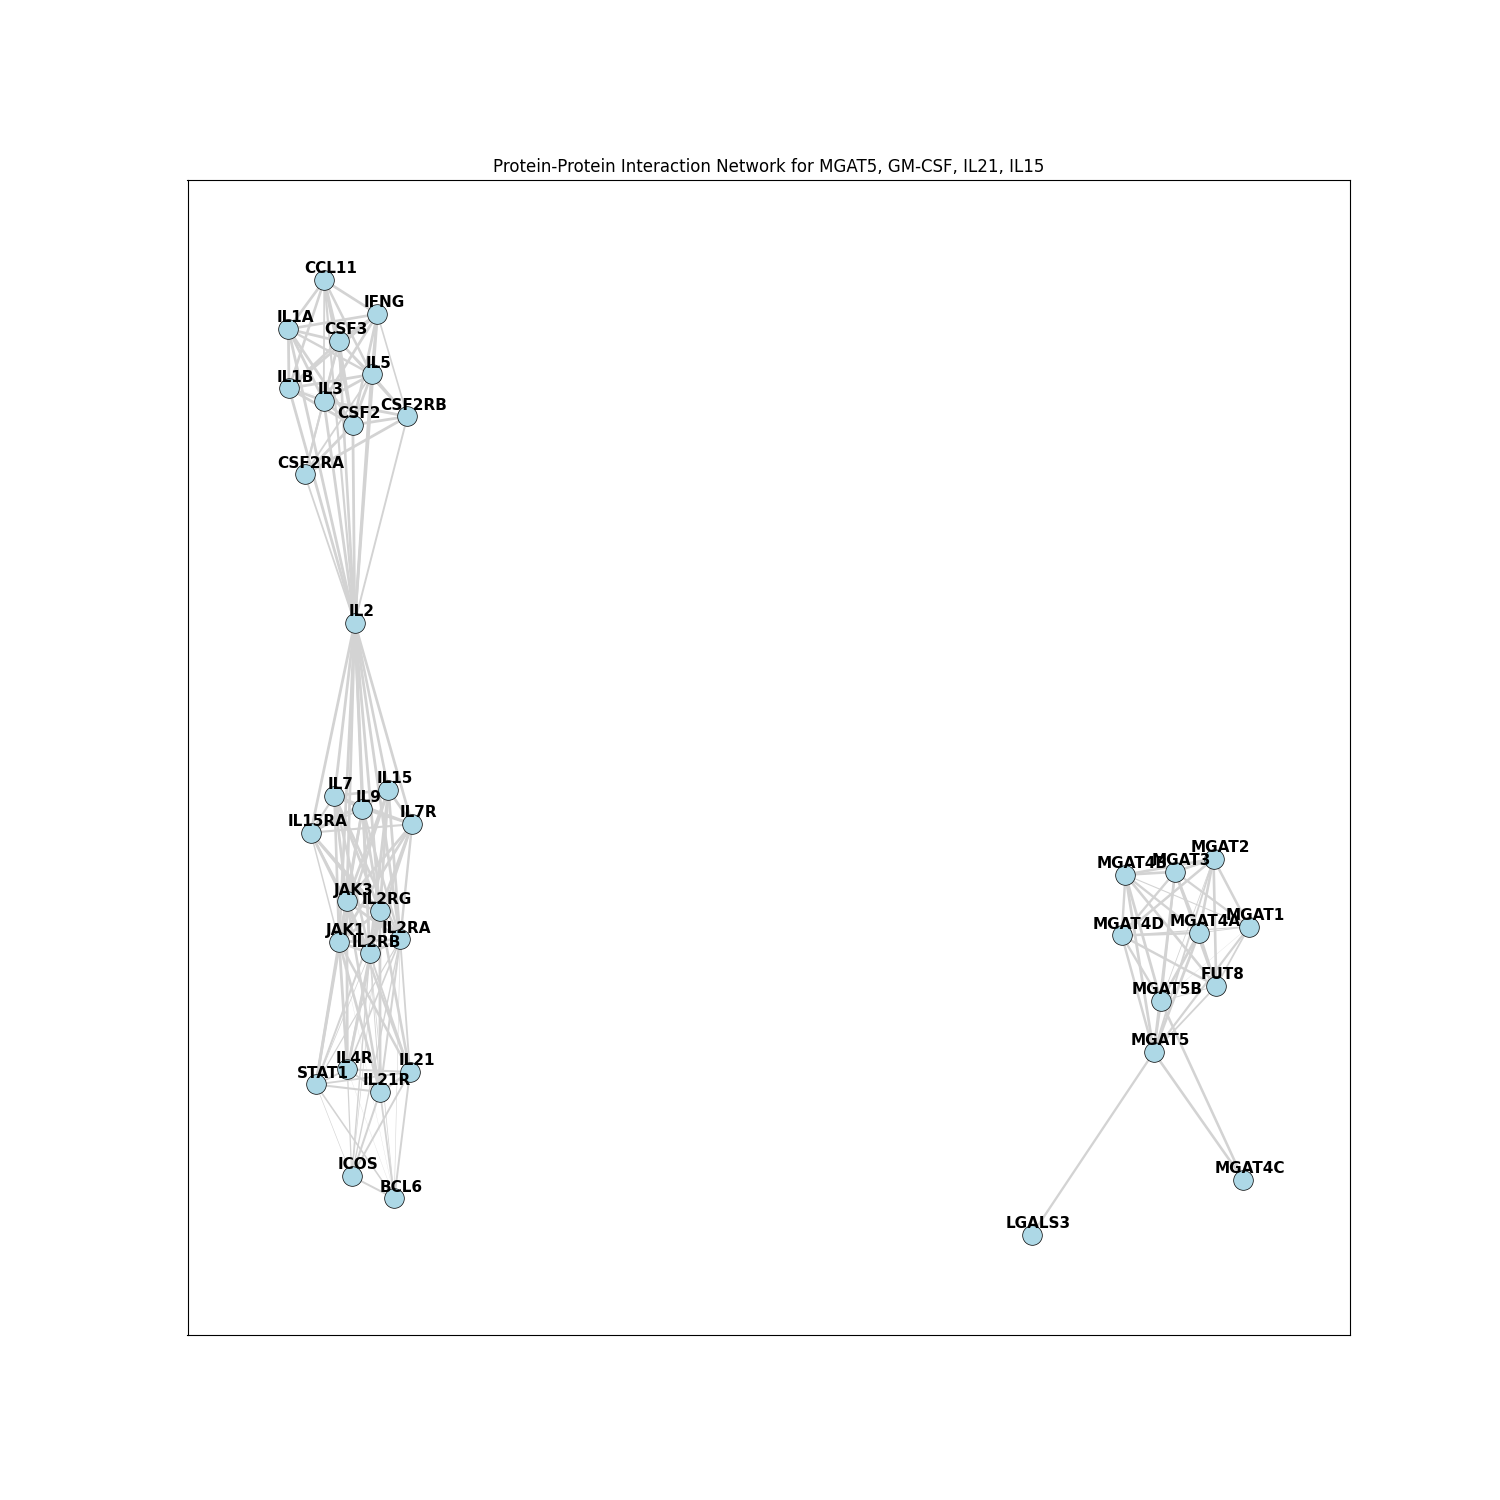 Protein-Protein Interaction Network for MGAT5, GM-CSF, IL21, IL15
CCL11
IFNG
IL1A
CSF3
IL5
IL1B
IL3
CSF2RB
CSF2
CSF2RA
IL2
IL15
IL7
IL9
IL7R
IL15RA
JAK3
IL2RG
IL2RA
JAK1
IL2RB
IL4R
IL21
STAT1
IL21R
ICOS
BCL6
MGAT2
MGAT3
MGAT4B
MGAT1
MGAT4A
MGAT4D
FUT8
MGAT5B
MGAT5
MGAT4C
LGALS3